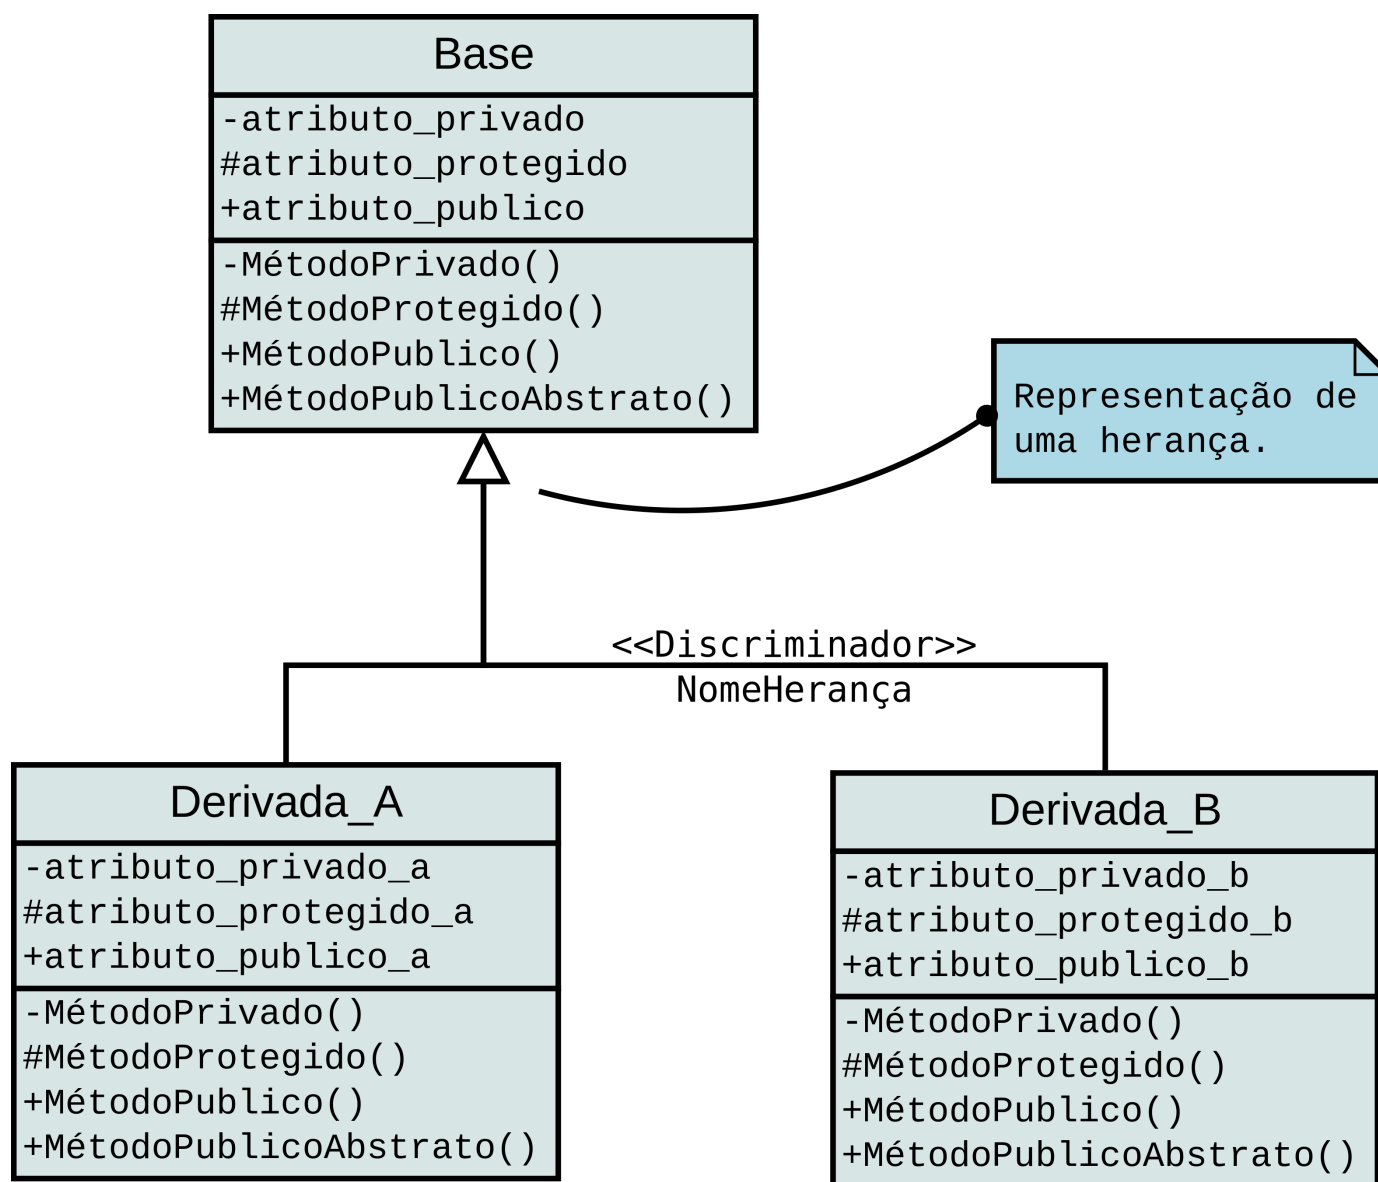 Base
-atributo_privado
#atributo_protegido
+atributo_publico
-MétodoPrivado()
#MétodoProtegido()
+MétodoPublico()
+MétodoPublicoAbstrato()
Representação de
uma herança.
<<Discriminador>>
NomeHerança
Derivada_A
-atributo_privado_a
#atributo_protegido_a
+atributo_publico_a
-MétodoPrivado()
#MétodoProtegido()
+MétodoPublico()
+MétodoPublicoAbstrato()
Derivada_B
-atributo_privado_b
#atributo_protegido_b
+atributo_publico_b
-MétodoPrivado()
#MétodoProtegido()
+MétodoPublico()
+MétodoPublicoAbstrato()